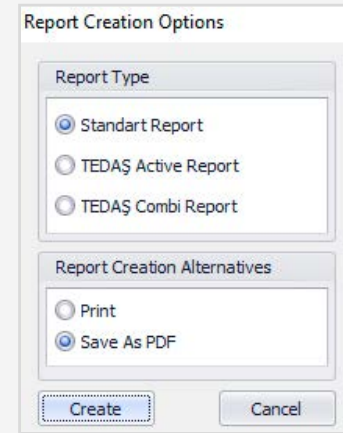 Report Creation Options
Report Type
Standart Report
TEDAŞ Active Report
TEDAŞ Combi Report
Report Creation Alternatives
Print
Save As PDF
Create
Cancel